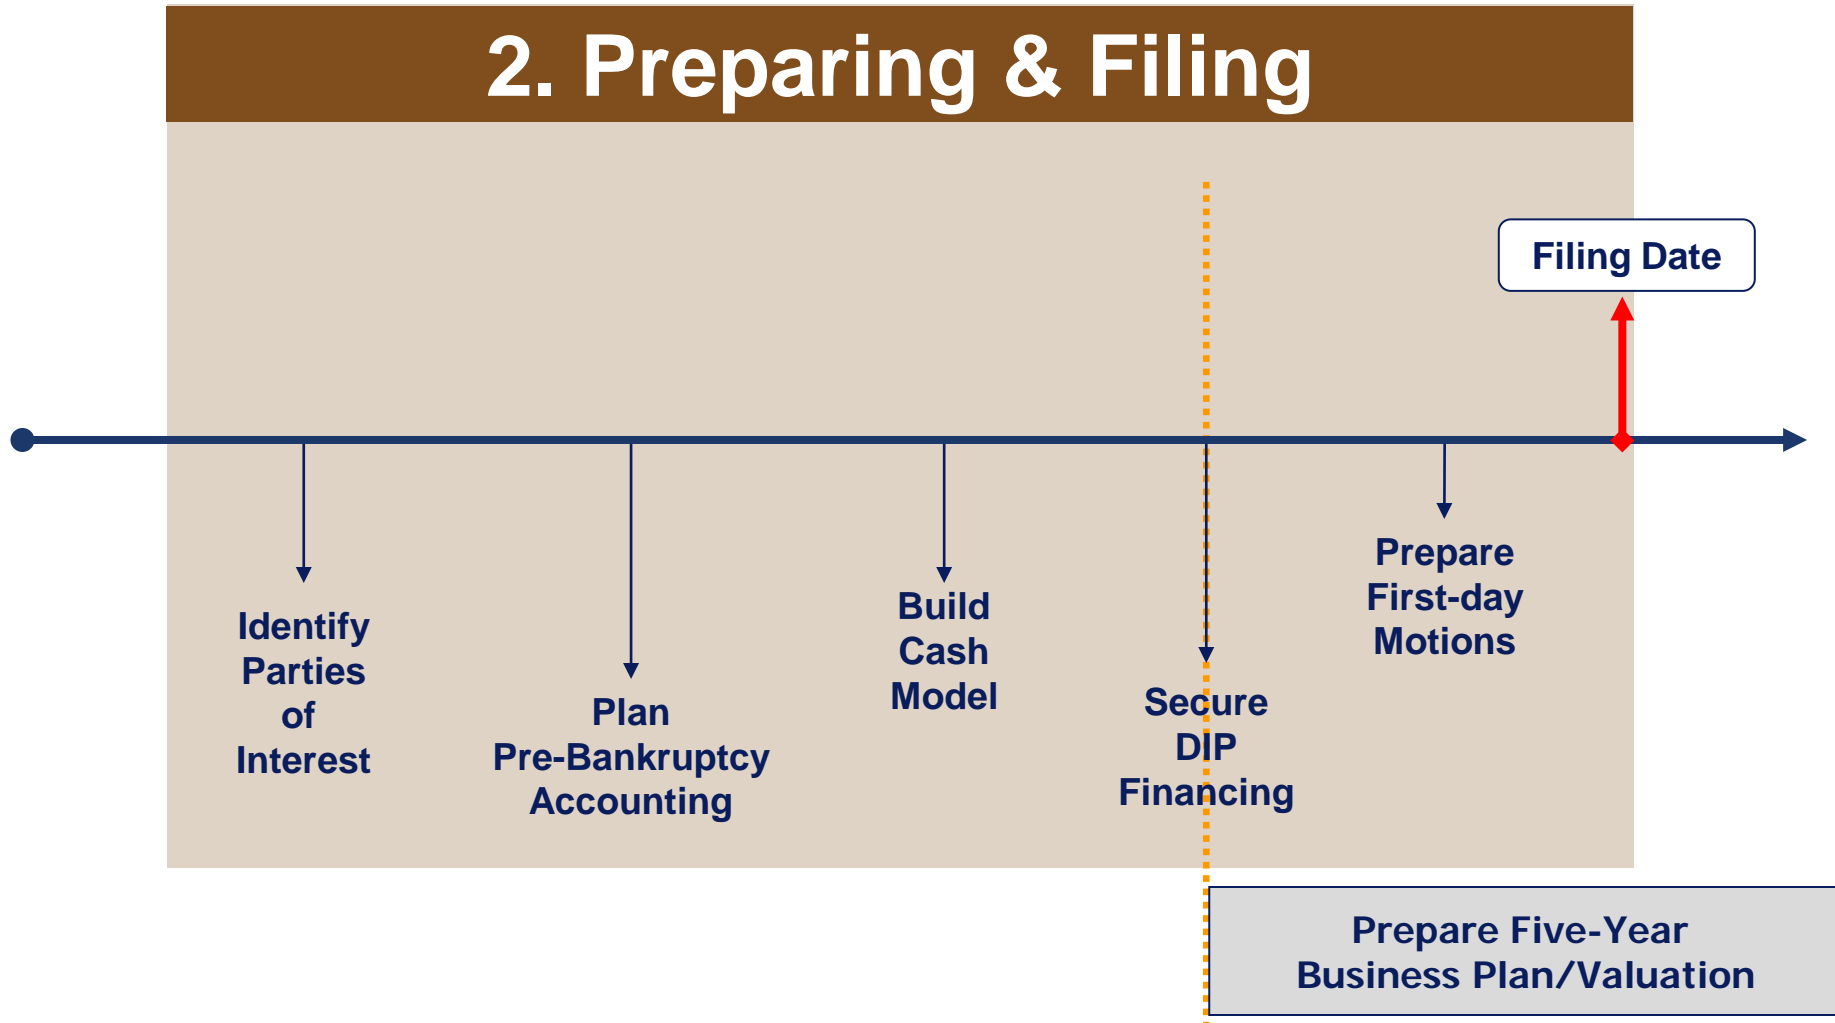 2. Preparing & Filing
Filing Date
Identify
Parties
of
Interest
Plan
Pre-Bankruptcy
Accounting
Build
Cash
Model
Secure
DIP
Financing
Prepare
First-day
Motions
Prepare Five-Year
Business Plan/Valuation